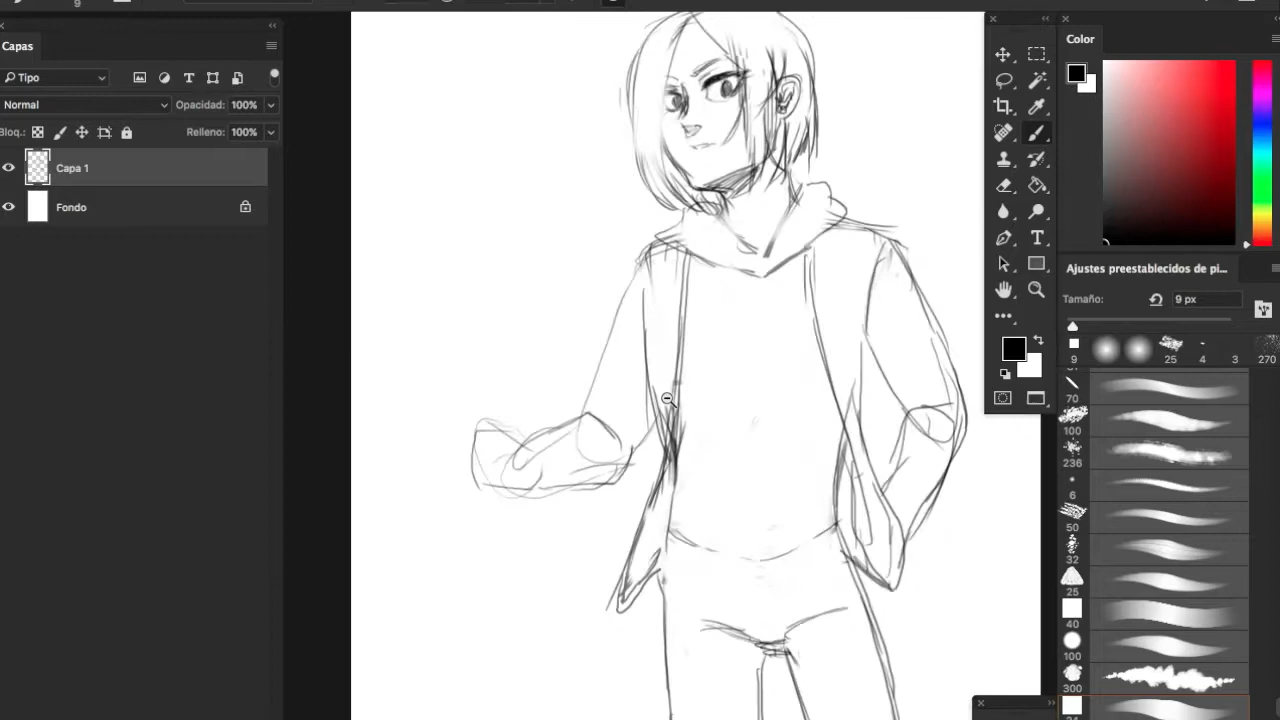 9
Capas
Tipo
Normal
Opacidad: 100%
Bloq.:
Relleno: 100%
Capa 1
Fondo
Color
Ajustes preestablecidos de pi...
Tamaño:
9 px
9
25
4
3
270
70
100
236
6
50
32
25
40
100
300